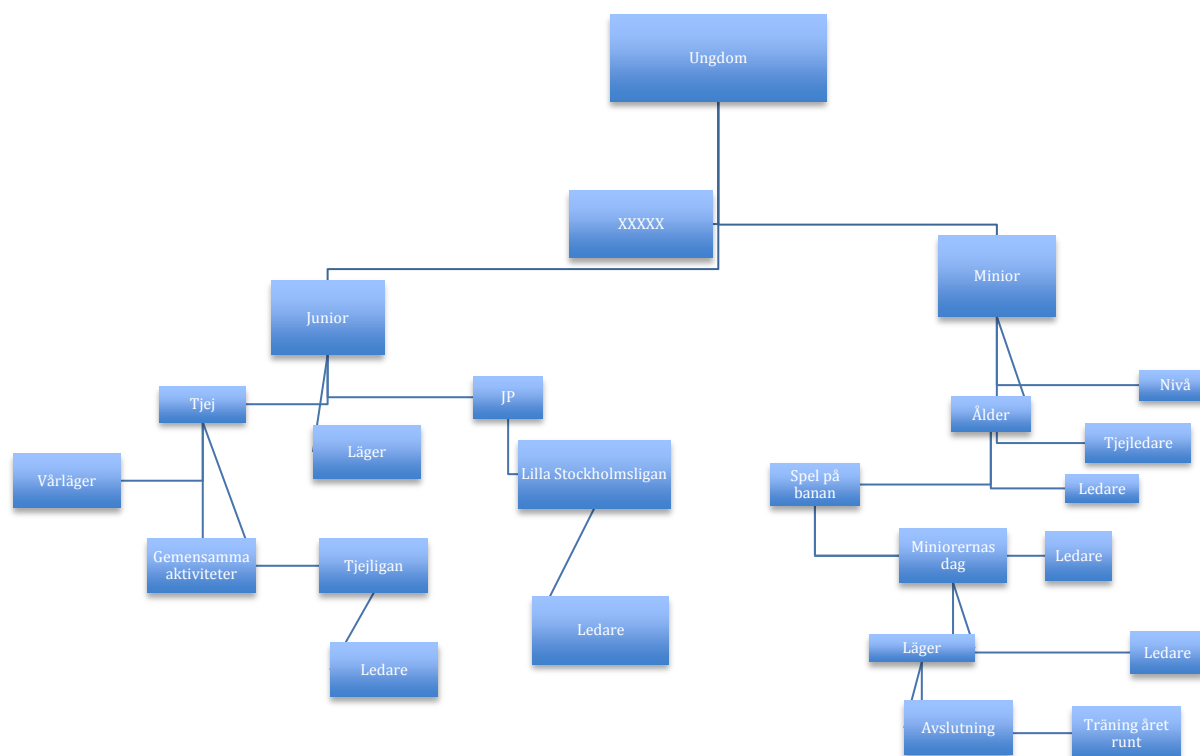 Ungdom
XXXXX
Minior
Junior
Nivå
JP
Tjej
Ålder
Tjejledare
Läger
Lilla Stockholmsligan
Vårläger
Spel på
banan
Ledare
Gemensamma
aktiviteter
Tjejligan
Miniorernas
dag
Ledare
Ledare
Läger
Ledare
Ledare
Avslutning
Träning året
runt